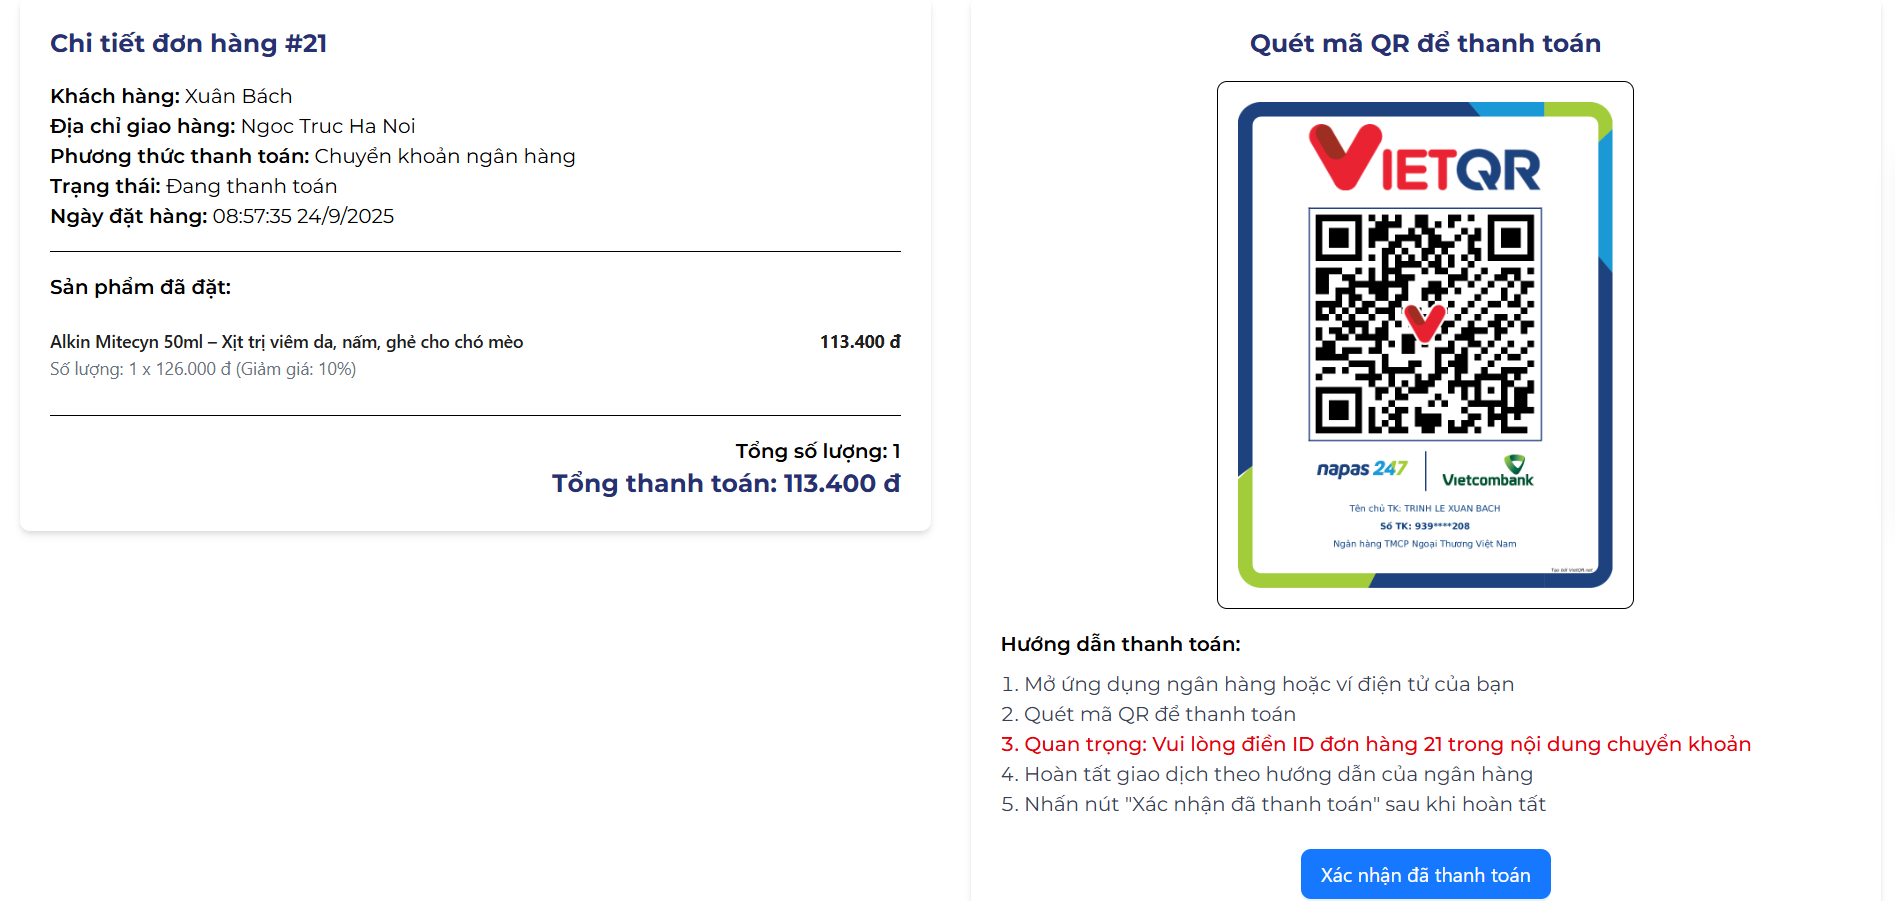 Chi tiết đơn hàng #21
Khách hàng: Xuân Bách
Địa chỉ giao hàng: Ngoc Truc Ha Noi
Phương thức thanh toán: Chuyển khoản ngân hàng
Trạng thái: Đang thanh toán
Ngày đặt hàng: 08:57:35 24/9/2025
Sản phẩm đã đặt:
Alkin Mitecyn 50ml – Xịt trị viêm da, nấm, ghẻ cho chó mèo 113.400 đ
Số lượng: 1 x 126.000 đ (Giảm giá: 10%)
Tổng số lượng: 1
Tổng thanh toán: 113.400 đ
Quét mã QR để thanh toán
VIETQR
napas 247
Vietcombank
Tên chủ TK: TRINH LE XUAN BACH
Số TK: 939****208
Ngân hàng TMCP Ngoại Thương Việt Nam
Tạo bởi VietQR.net
Hướng dẫn thanh toán:
1. Mở ứng dụng ngân hàng hoặc ví điện tử của bạn
2. Quét mã QR để thanh toán
3. Quan trọng: Vui lòng điền ID đơn hàng 21 trong nội dung chuyển khoản
4. Hoàn tất giao dịch theo hướng dẫn của ngân hàng
5. Nhấn nút "Xác nhận đã thanh toán" sau khi hoàn tất
Xác nhận đã thanh toán